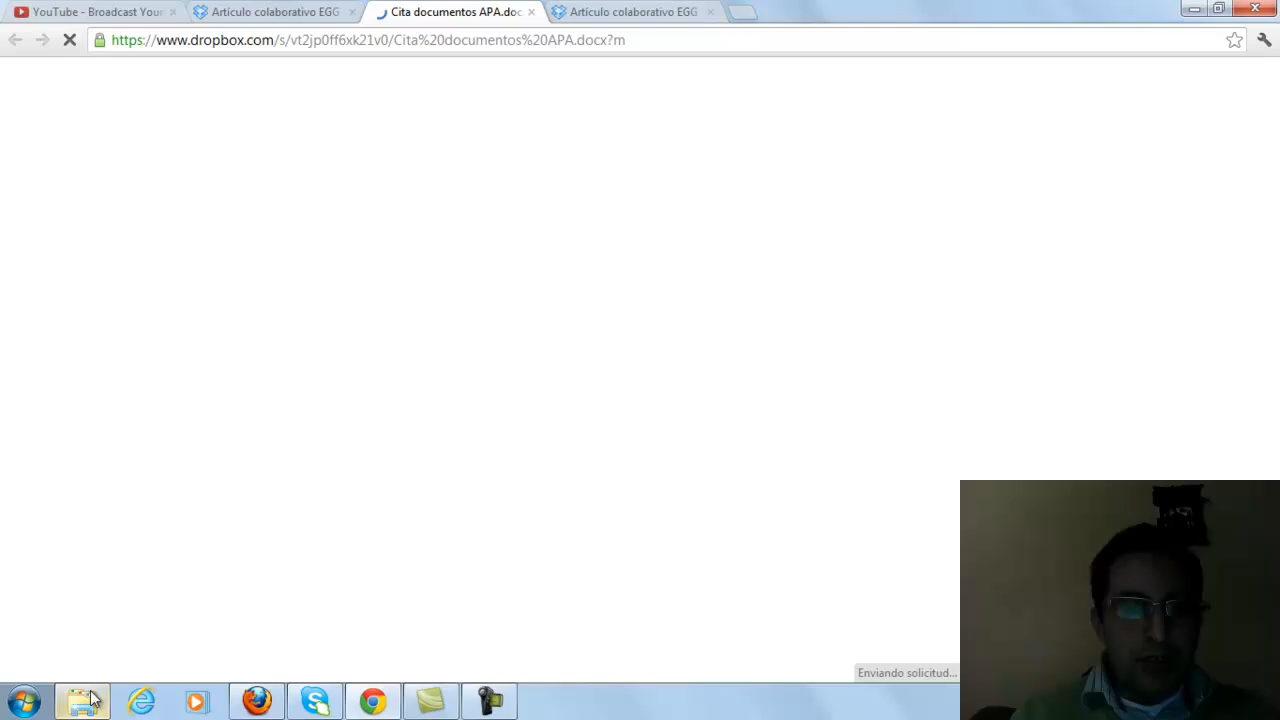 YouTube - Broadcast Your
Artículo colaborativo EGG
Cita documentos APA.doc
Artículo colaborativo EGG
https://www.dropbox.com/s/vt2jp0ff6xk21v0/Cita%20documentos%20APA.docx?m
Enviando solicitud...